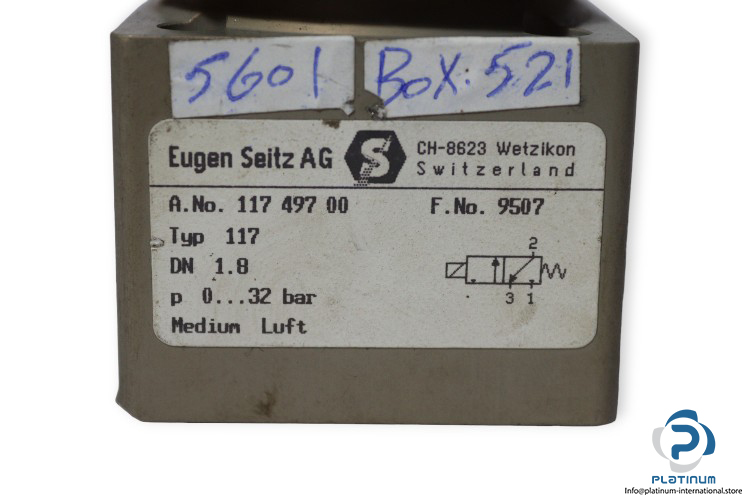 5601 BOX: 521
Eugen Seitz AG S CH-8623 Wetzikon
Switzerland
A.No. 117 497 00 F.No. 9507
Typ 117
DN 1.8
p 0...32 bar
Medium Luft
2
3 1
PLATINUM
Info@platinum-international.store